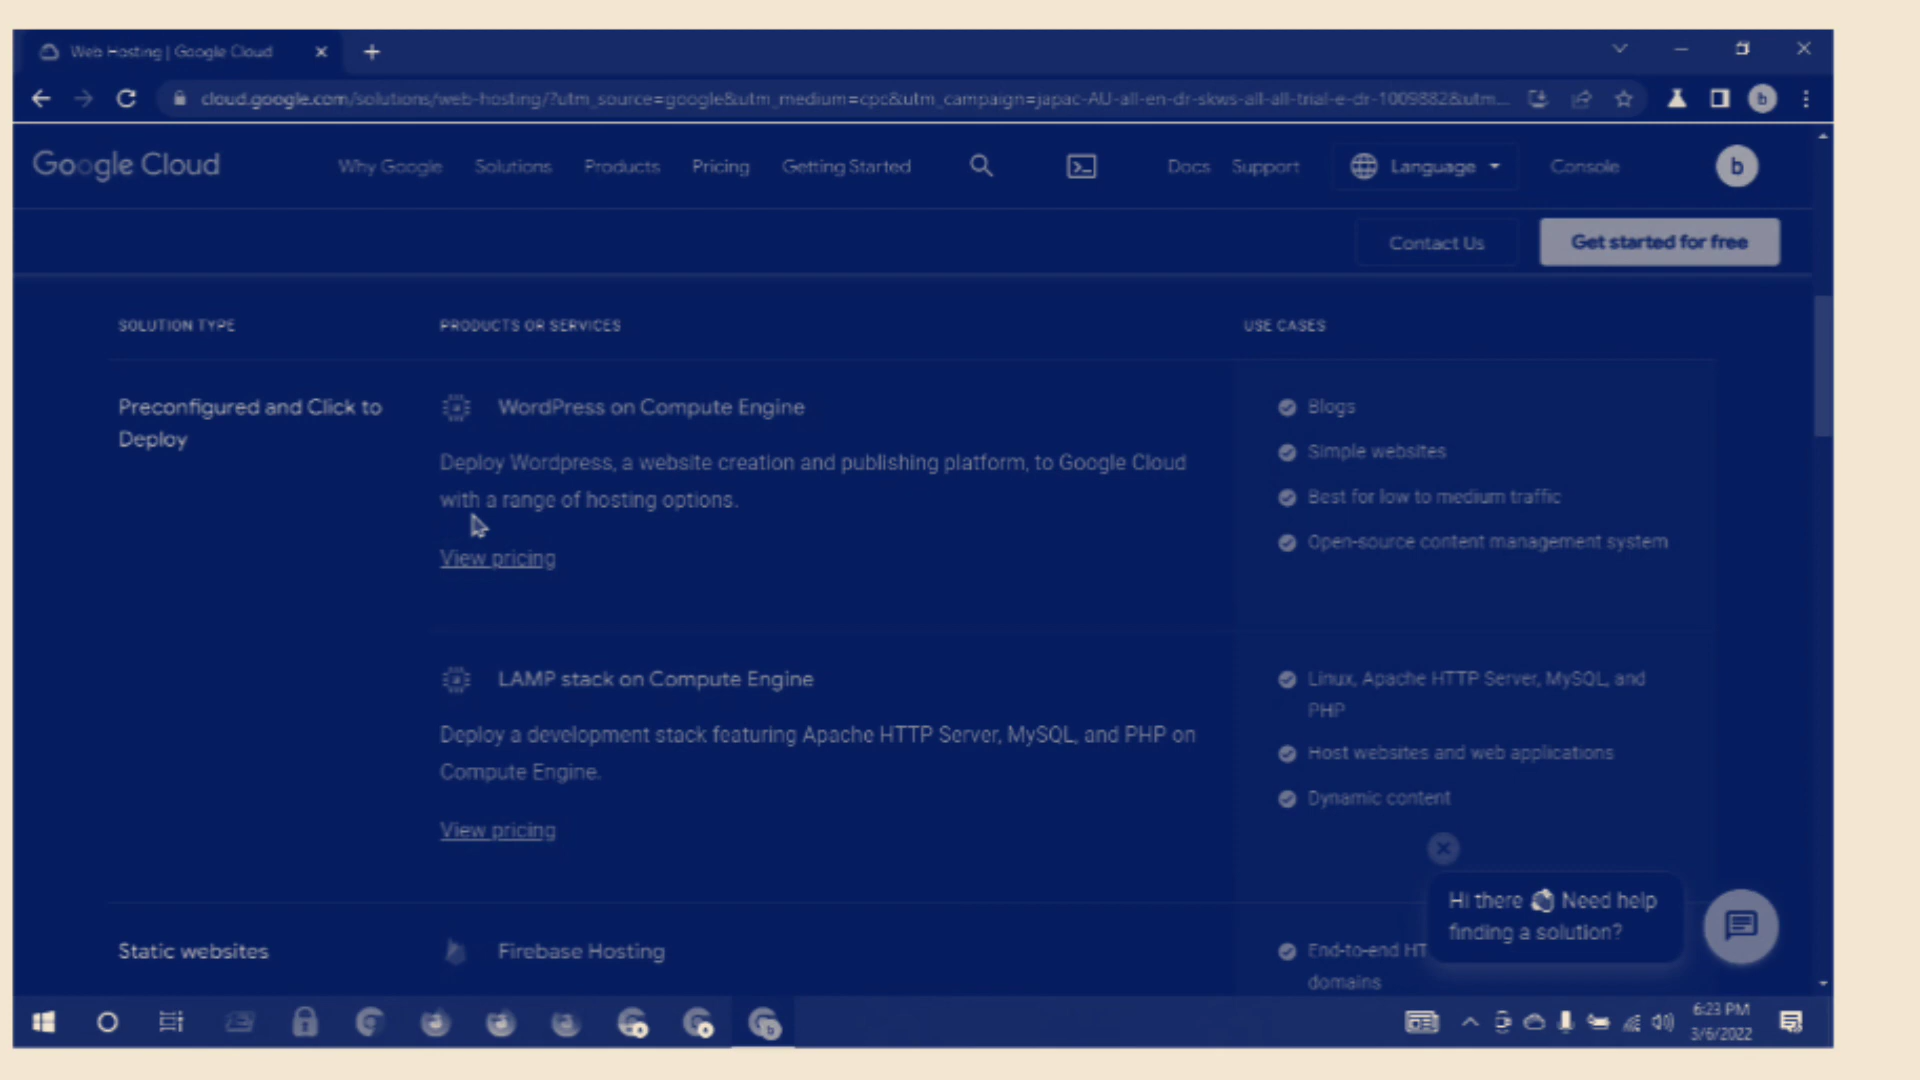 Web Hosting | Google Cloud
cloud.google.com/solutions/web-hosting/?utm_source=google&utm_medium=cpc&utm_campaign=japac-AU-all-en-dr-skws-all-all-trial-e-dr-1009882&utm...
b
Google Cloud
Why Google
Solutions
Products
Pricing
Getting Started
Docs
Support
Language
Console
b
Contact Us
Get started for free
SOLUTION TYPE
PRODUCTS OR SERVICES
USE CASES
Preconfigured and Click to
Deploy
WordPress on Compute Engine
Deploy Wordpress, a website creation and publishing platform, to Google Cloud
with a range of hosting options.
View pricing
Blogs
Simple websites
Best for low to medium traffic
Open-source content management system
LAMP stack on Compute Engine
Deploy a development stack featuring Apache HTTP Server, MySQL, and PHP on
Compute Engine.
View pricing
Linux, Apache HTTP Server, MySQL, and
PHP
Host websites and web applications
Dynamic content
Hi there Need help
finding a solution?
Static websites
Firebase Hosting
End-to-end HT
domains
6:23 PM
3/6/2022